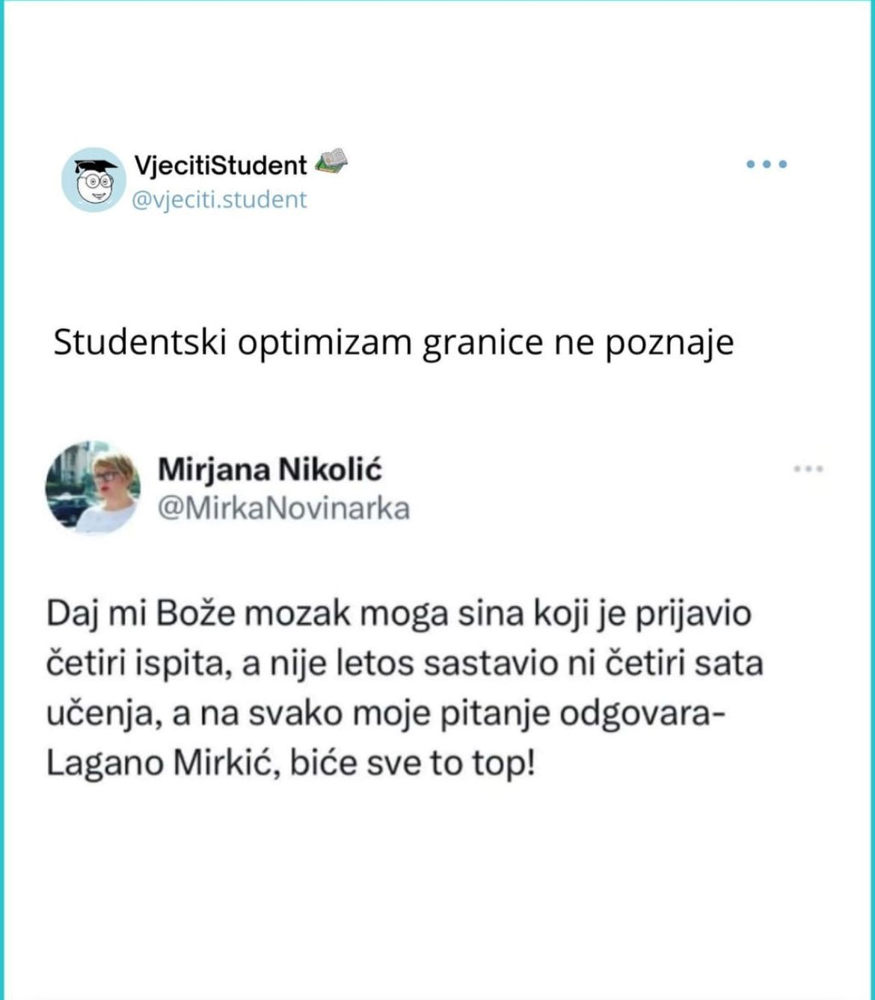 VjecitiStudent
@vjeciti.student
Studentski optimizam granice ne poznaje
Mirjana Nikolić
@MirkaNovinarka
Daj mi Bože mozak moga sina koji je prijavio
četiri ispita, a nije letos sastavio ni četiri sata
učenja, a na svako moje pitanje odgovara-
Lagano Mirkić, biće sve to top!